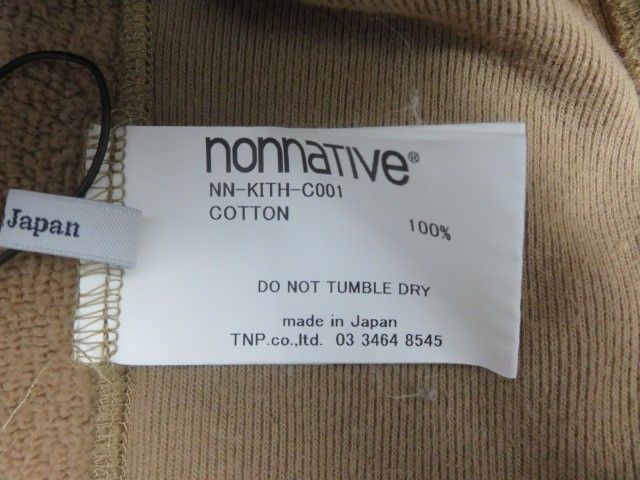 nonnative®
NN-KITH-C001
COTTON
100%
DO NOT TUMBLE DRY
made in Japan
TNP.co.,ltd. 03 3464 8545
Japan